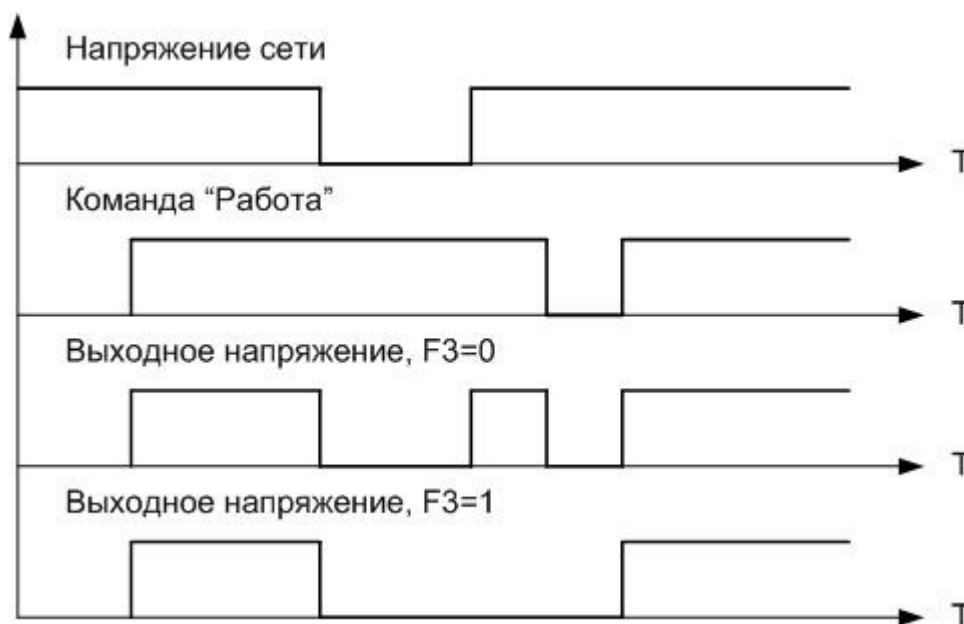 Напряжение сети
T
Команда “Работа”
T
Выходное напряжение, F3=0
T
Выходное напряжение, F3=1
T